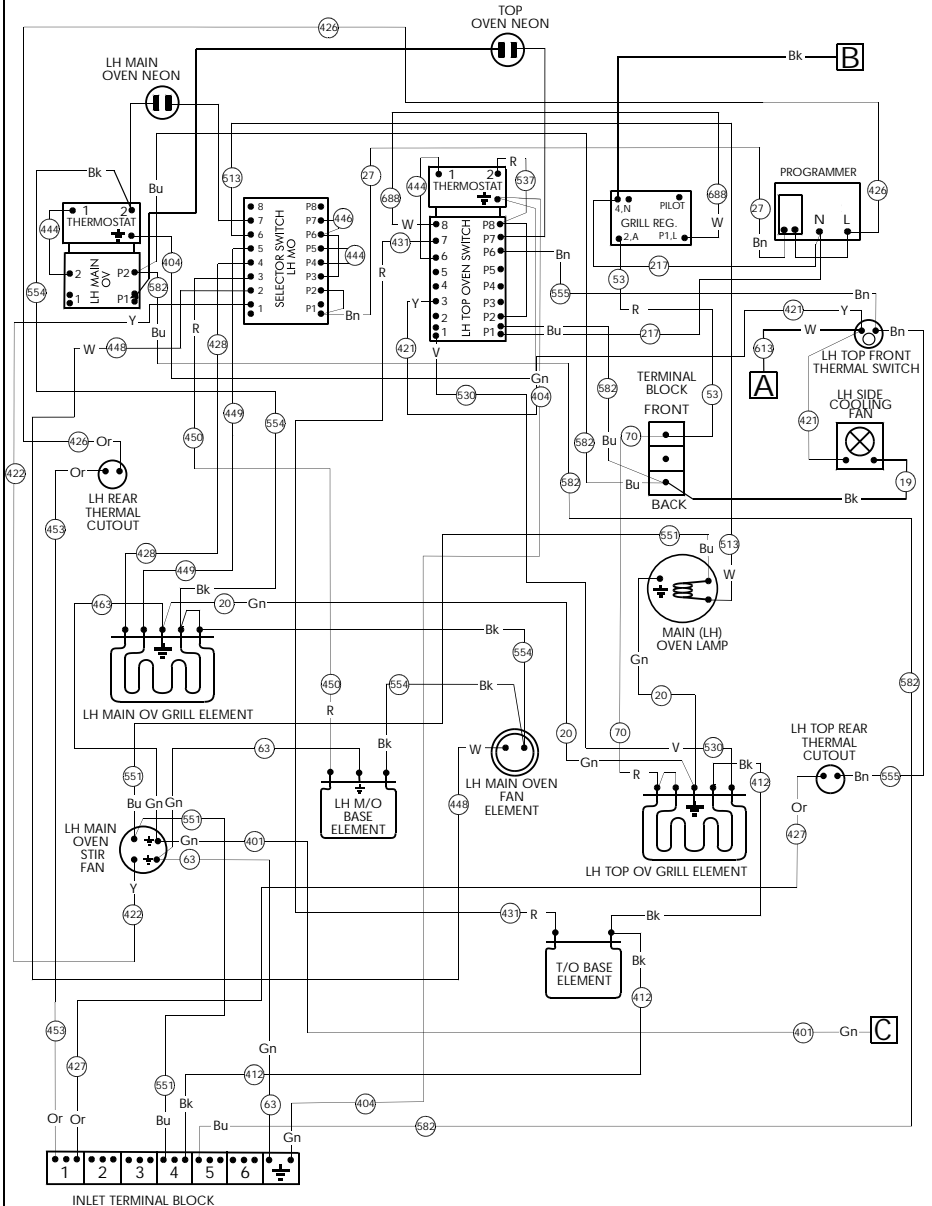 TOP
OVEN NEON
426
LH MAIN
OVEN NEON
Bk
B
Bk
Bu
513
27
688
444
R
537
1 2
THERMOSTAT
688
W
PROGRAMMER
426
27
Bn
N L
4,N PILOT
GRILL REG.
2,A P1,L
1 2
THERMOSTAT
444
404
LH MAIN
OV
2 P2
1 P1
554
582
8 P8
7 P7
6 P6
5 P5
4 P4
3 P3
2 P2
1 P1
SELECTOR SWITCH
LH MO
446
444
Bn
W
431
R
8 P8
7 P7
6 P6
5 P5
4 P4
3 P3
2 P2
1 P1
LH TOP OVEN SWITCH
Bn
555
217
53
R
Bn
421 Y
Y
Bu
R
Y
421
V
Bu
217
W
613
A
Bn
LH TOP FRONT
THERMAL SWITCH
W 448
428
Gn
404
530
582
TERMINAL
BLOCK
FRONT
53
LH SIDE
COOLING
FAN
421
449
554
450
426 Or
Or
422
LH REAR
THERMAL
CUTOUT
453
582
Bu
70
582
Bu
BACK
Bk
19
551
Bu
513
W
428
449
Bk
463
20 Gn
Bk
554
MAIN (LH)
OVEN LAMP
Gn
20
582
LH MAIN OV GRILL ELEMENT
450
R
554 Bk
Bk
63
W
448
LH MAIN OVEN
FAN
ELEMENT
20
Gn
70
R
V 530
Bk
412
LH TOP REAR
THERMAL
CUTOUT
Bn 555
Or
427
551
Bu Gn Gn
551
LH M/O
BASE
ELEMENT
LH MAIN
OVEN
STIR
FAN
Gn 401
63
Y
422
LH TOP OV GRILL ELEMENT
431 R
Bk
T/O BASE
ELEMENT
Bk
412
453
427
401 Gn C
Gn
551
Bk
412
63
404
Or Or
Bu
Bu
582
Gn
1 2 3 4 5 6
INLET TERMINAL BLOCK